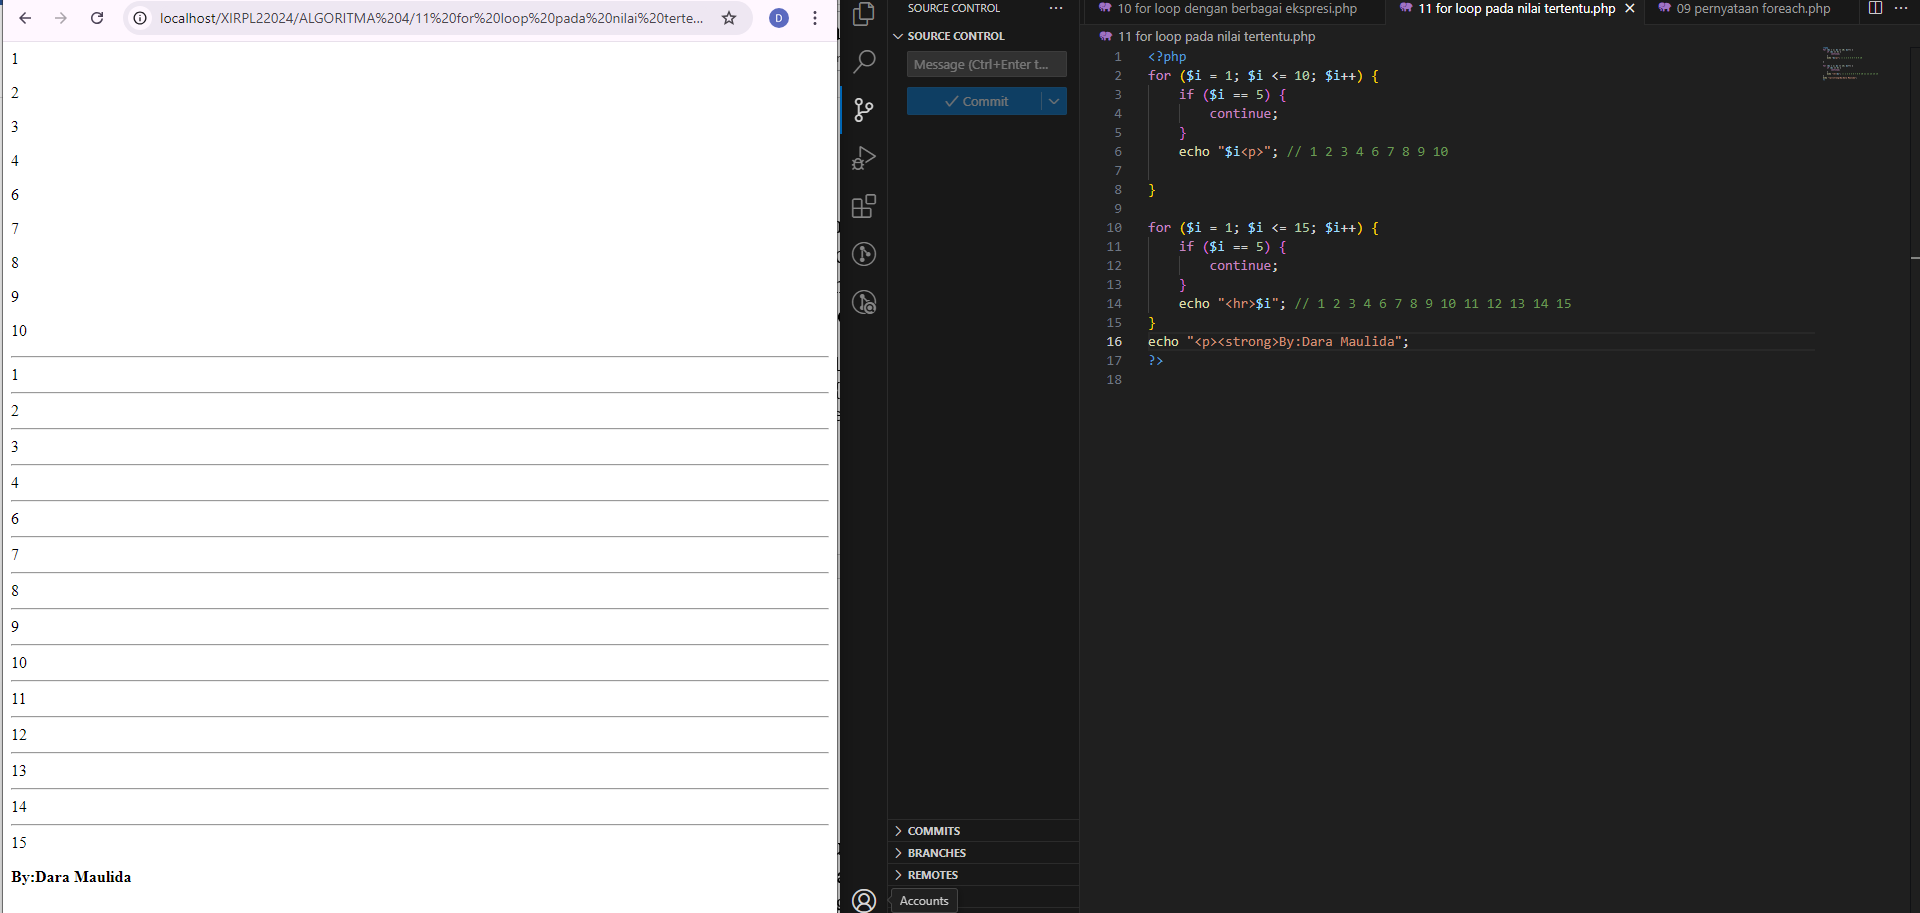 localhost/XIRPL22024/ALGORITMA%204/11%20for%20loop%20pada%20nilai%20terte...
D
1
2
3
4
6
7
8
9
10
1
2
3
4
6
7
8
9
10
11
12
13
14
15
By:Dara Maulida
SOURCE CONTROL
SOURCE CONTROL
Message (Ctrl+Enter t...
Commit
COMMITS
BRANCHES
REMOTES
Accounts
10 for loop dengan berbagai ekspresi.php
11 for loop pada nilai tertentu.php
09 pernyataan foreach.php
11 for loop pada nilai tertentu.php
1 <?php
2 for ($i = 1; $i <= 10; $i++) {
3 if ($i == 5) {
4 continue;
5 }
6 echo "$i<p>"; // 1 2 3 4 6 7 8 9 10
7
8 }
9
10 for ($i = 1; $i <= 15; $i++) {
11 if ($i == 5) {
12 continue;
13 }
14 echo "<hr>$i"; // 1 2 3 4 6 7 8 9 10 11 12 13 14 15
15 }
16 echo "<p><strong>By:Dara Maulida";
17 ?>
18